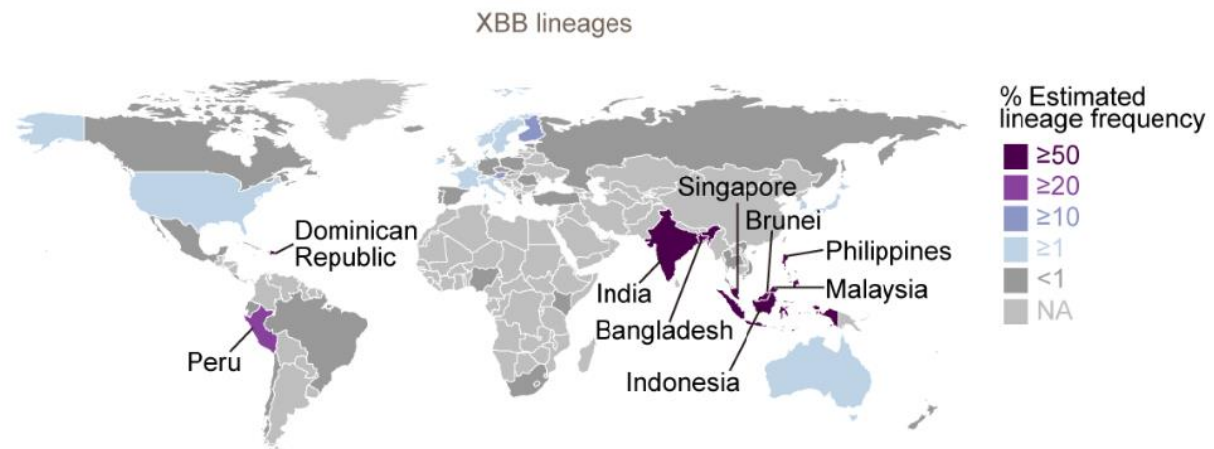 XBB lineages
% Estimated
lineage frequency
≥50
≥20
≥10
≥1
<1
NA
Singapore
Brunei
Dominican
Republic
Philippines
India
Malaysia
Bangladesh
Peru
Indonesia